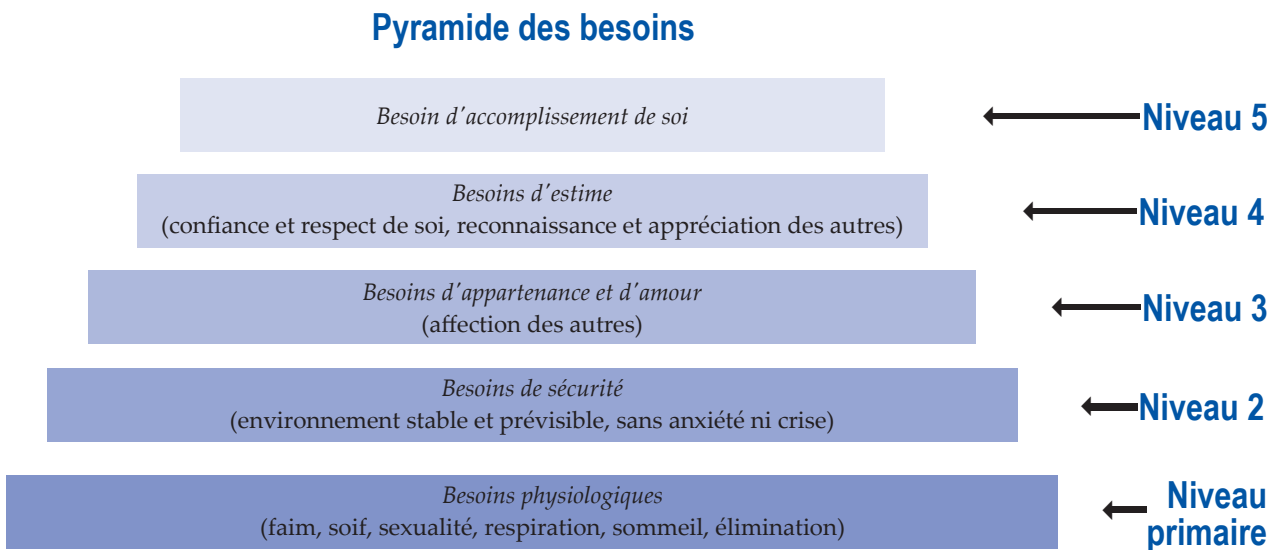 Pyramide des besoins
Besoin d'accomplissement de soi
Niveau 5
Besoins d'estime
(confiance et respect de soi, reconnaissance et appréciation des autres)
Niveau 4
Besoins d'appartenance et d'amour
(affection des autres)
Niveau 3
Besoins de sécurité
(environnement stable et prévisible, sans anxiété ni crise)
Niveau 2
Besoins physiologiques
(faim, soif, sexualité, respiration, sommeil, élimination)
Niveau
primaire